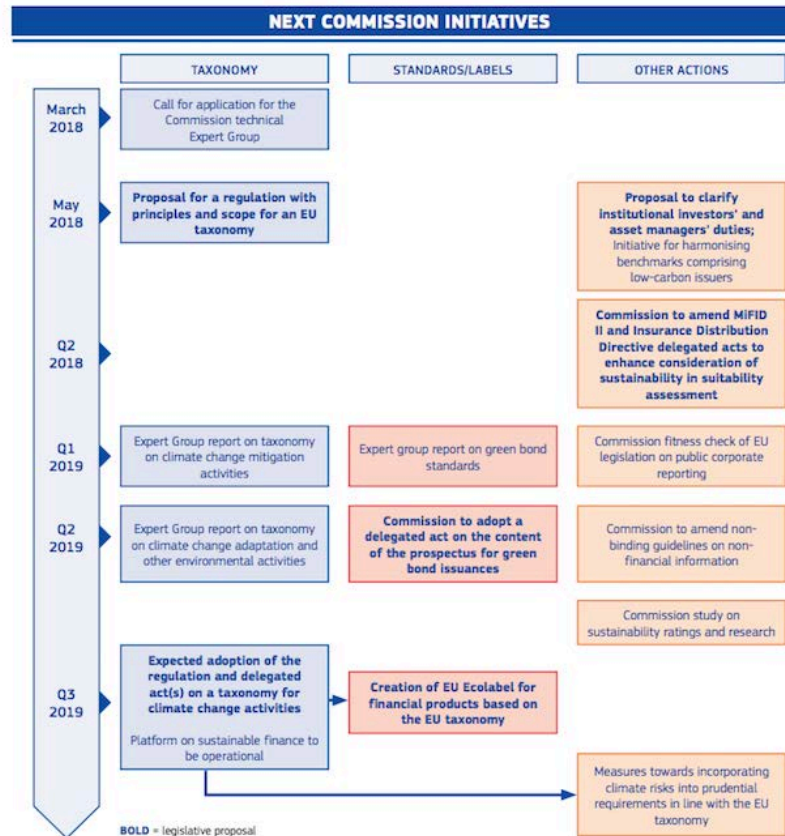 NEXT COMMISSION INITIATIVES
TAXONOMY
STANDARDS/LABELS
OTHER ACTIONS
March
2018
Call for application for the
Commission technical
Expert Group
May
2018
Proposal for a regulation with
principles and scope for an EU
taxonomy
Proposal to clarify
institutional investors' and
asset managers' duties;
Initiative for harmonising
benchmarks comprising
low-carbon issuers
Q2
2018
Commission to amend MiFID
II and Insurance Distribution
Directive delegated acts to
enhance consideration of
sustainability in suitability
assessment
Q1
2019
Expert Group report on taxonomy
on climate change mitigation
activities
Expert group report on green bond
standards
Commission fitness check of EU
legislation on public corporate
reporting
Q2
2019
Expert Group report on taxonomy
on climate change adaptation and
other environmental activities
Commission to adopt a
delegated act on the content
of the prospectus for green
bond issuances
Commission to amend non-
binding guidelines on non-
financial information
Commission study on
sustainability ratings and research
Q3
2019
Expected adoption of the
regulation and delegated
act(s) on a taxonomy for
climate change activities
Platform on sustainable finance to
be operational
Creation of EU Ecolabel for
financial products based on
the EU taxonomy
Measures towards incorporating
climate risks into prudential
requirements in line with the EU
taxonomy
BOLD = legislative proposal